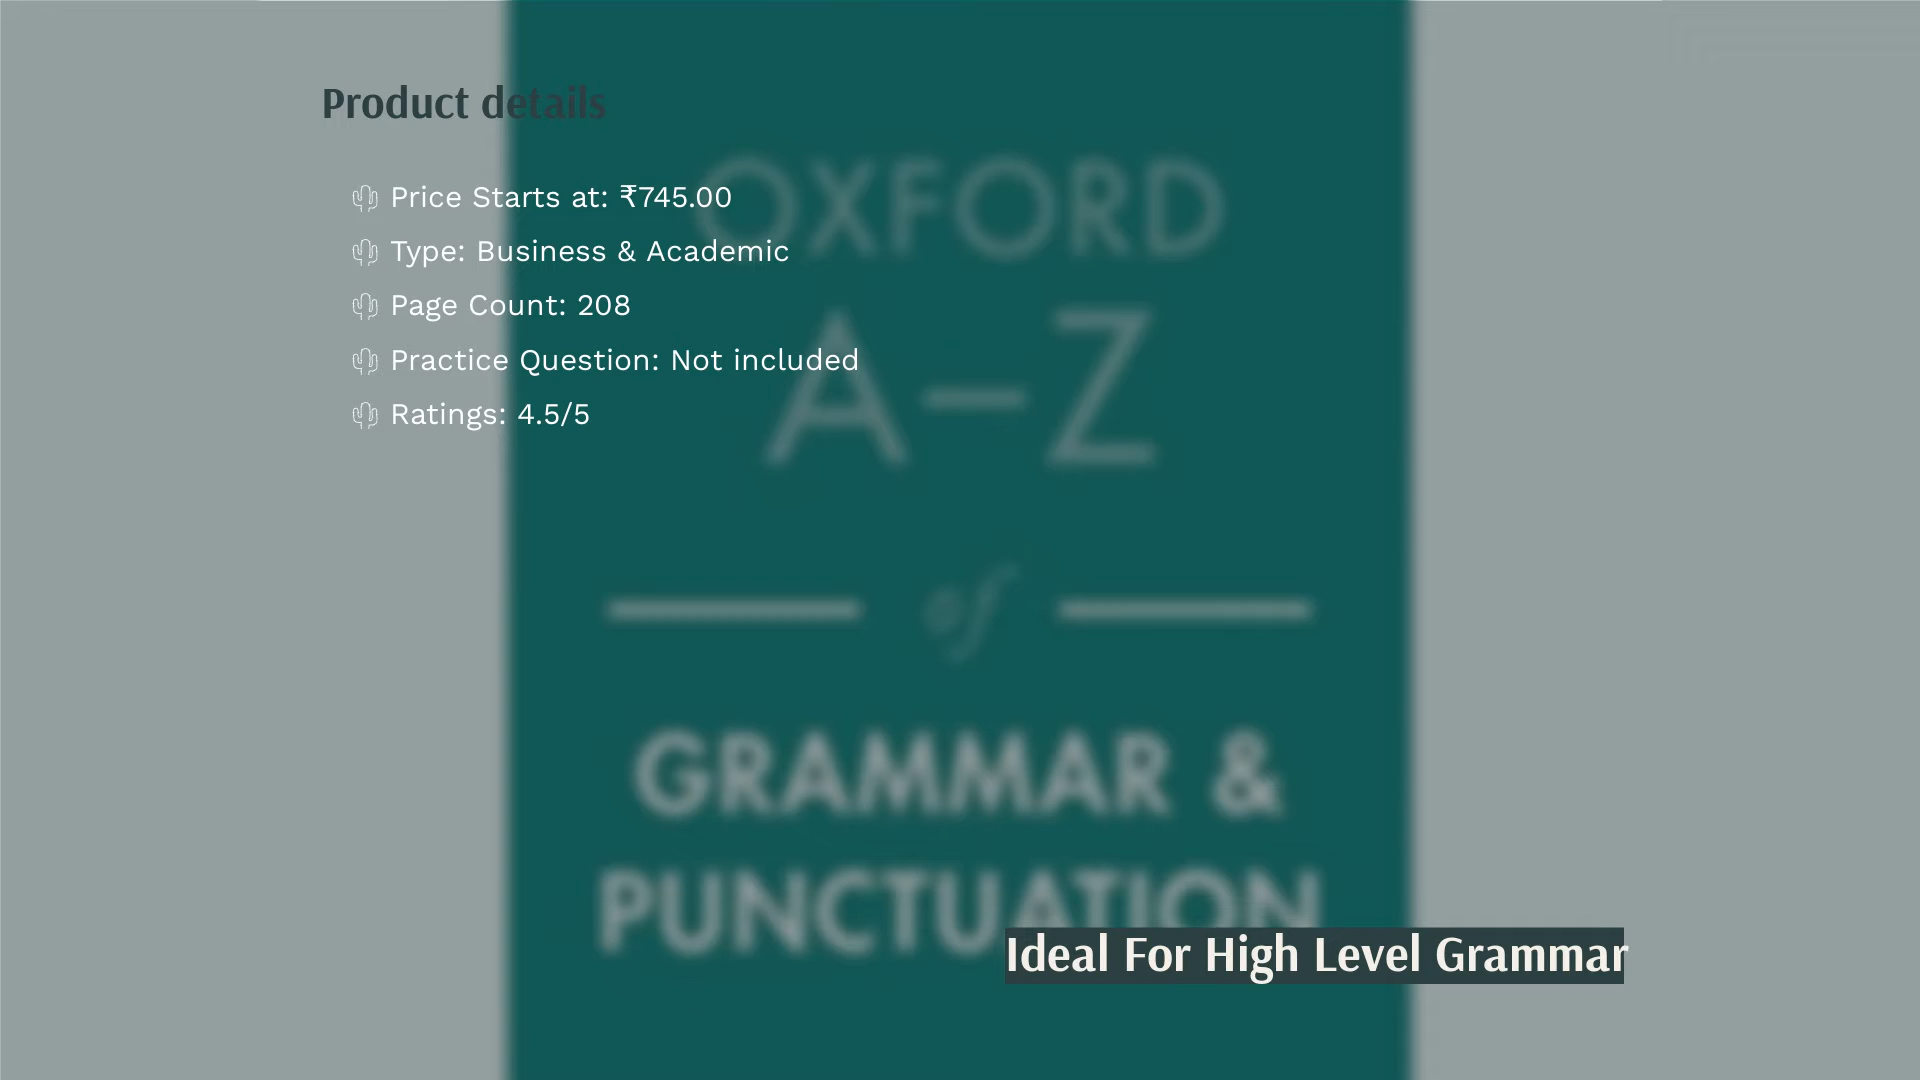 Product details
Price Starts at: ₹745.00
Type: Business & Academic
Page Count: 208
Practice Question: Not included
Ratings: 4.5/5
OXFORD
A–Z
of
GRAMMAR &
PUNCTUATION
Ideal For High Level Grammar